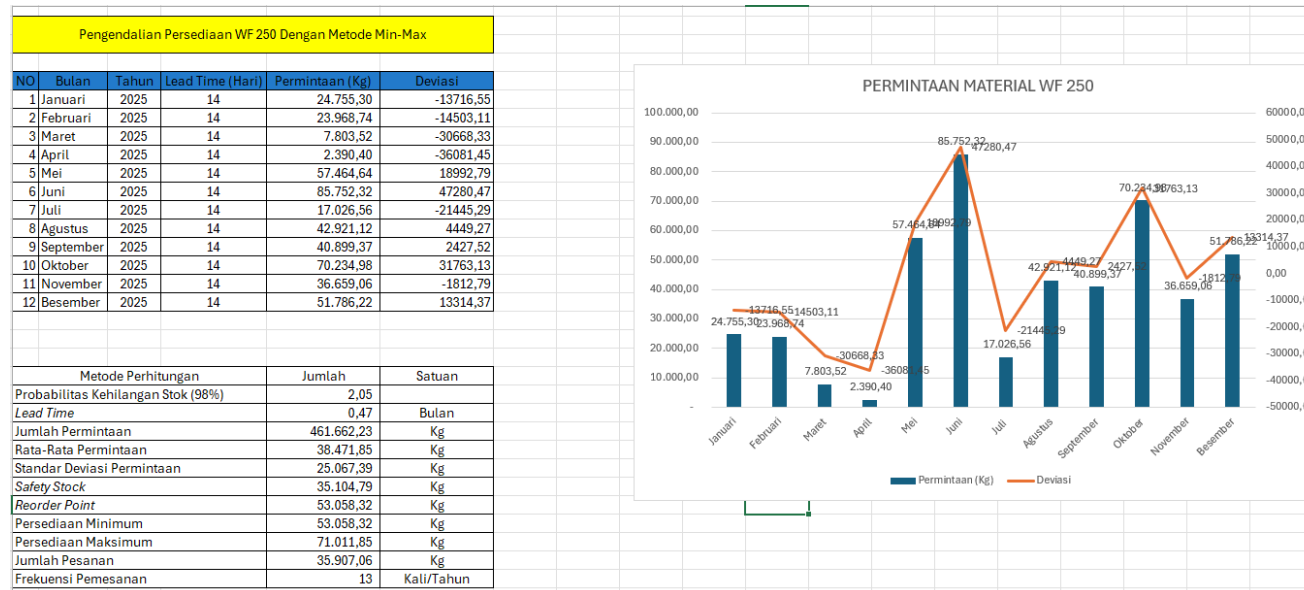 Pengendalian Persediaan WF 250 Dengan Metode Min-Max
NO Bulan Tahun Lead Time (Hari) Permintaan (Kg) Deviasi
1 Januari 2025 14 24.755,30 -13716,55
2 Februari 2025 14 23.968,74 -14503,11
3 Maret 2025 14 7.803,52 -30668,33
4 April 2025 14 2.390,40 -36081,45
5 Mei 2025 14 57.464,64 18992,79
6 Juni 2025 14 85.752,32 47280,47
7 Juli 2025 14 17.026,56 -21445,29
8 Agustus 2025 14 42.921,12 4449,27
9 September 2025 14 40.899,37 2427,52
10 Oktober 2025 14 70.234,98 31763,13
11 November 2025 14 36.659,06 -1812,79
12 Besember 2025 14 51.786,22 13314,37
Metode Perhitungan Jumlah Satuan
Probabilitas Kehilangan Stok (98%) 2,05
Lead Time 0,47 Bulan
Jumlah Permintaan 461.662,23 Kg
Rata-Rata Permintaan 38.471,85 Kg
Standar Deviasi Permintaan 25.067,39 Kg
Safety Stock 35.104,79 Kg
Reorder Point 53.058,32 Kg
Persediaan Minimum 53.058,32 Kg
Persediaan Maksimum 71.011,85 Kg
Jumlah Pesanan 35.907,06 Kg
Frekuensi Pemesanan 13 Kali/Tahun
PERMINTAAN MATERIAL WF 250
100.000,00
90.000,00
80.000,00
70.000,00
60.000,00
50.000,00
40.000,00
30.000,00
20.000,00
10.000,00
-
24.755,30
23.968,74
7.803,52
2.390,40
57.464,64
85.752,32
17.026,56
42.921,12
40.899,37
70.234,98
36.659,06
51.786,22
-13716,55
-14503,11
-30668,33
-36081,45
18992,79
47280,47
-21445,29
4449,27
2427,52
31763,13
-1812,79
13314,37
60000,0
50000,0
40000,0
30000,0
20000,0
10000,0
0,00
-10000,
-20000,
-30000,
-40000,
-50000,
Januari
Februari
Maret
April
Mei
Juni
Juli
Agustus
September
Oktober
November
Besember
Permintaan (Kg) Deviasi